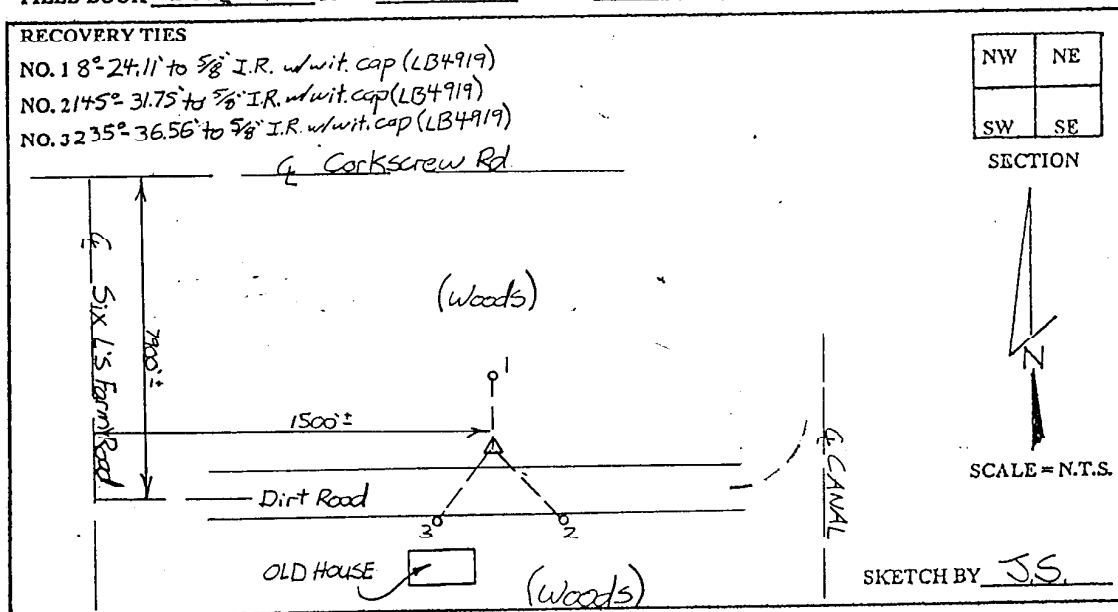 RECOVERY TIES
NO. 1 8°-24.11' to 5/8" I.R. w/wit. cap (LB4919)
NO. 2 145°-31.75' to 5/8" I.R. w/wit. cap (LB4919)
NO. 3 235°-36.56' to 5/8" I.R. w/wit. cap (LB4919)
NW NE
SW SE
SECTION
℄ Corkscrew Rd.
℄ Six L's Farm Road
7900'±
(Woods)
1
N
1500'±
℄ CANAL
SCALE = N.T.S.
Dirt Road
3
2
OLD HOUSE
(Woods)
SKETCH BY J.S.